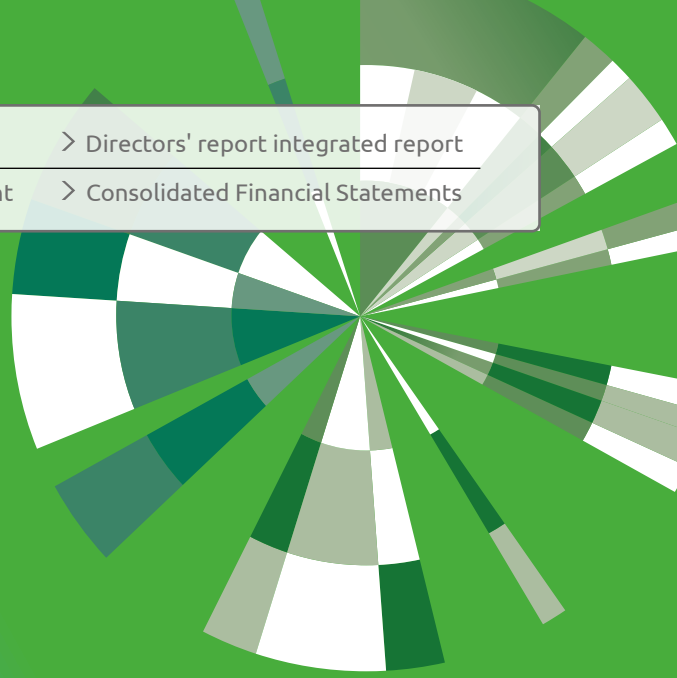 > Directors' report integrated report
t > Consolidated Financial Statements